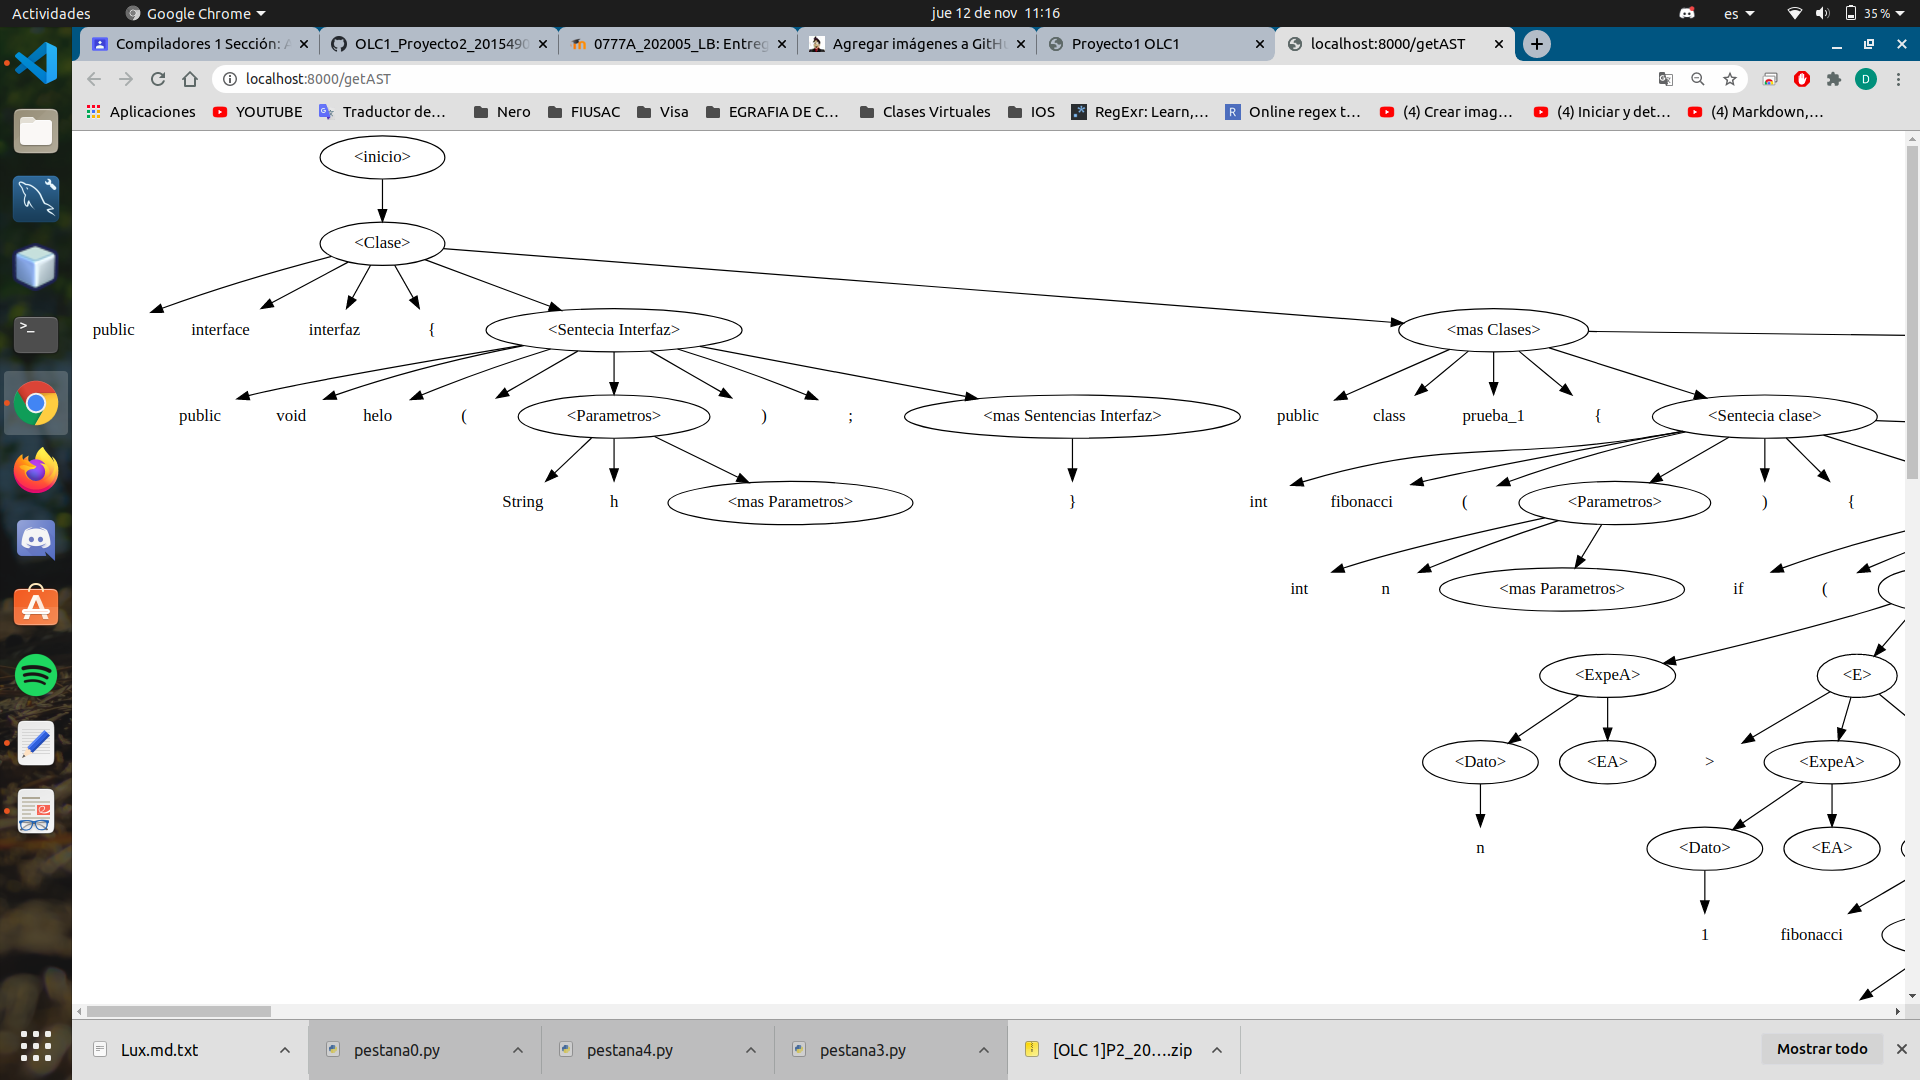 Actividades Google Chrome jue 12 de nov 11:16 es 35 %
Compiladores 1 Sección: A OLC1_Proyecto2_2015490 0777A_202005_LB: Entreg Agregar imágenes a GitHu Proyecto1 OLC1 localhost:8000/getAST
localhost:8000/getAST D
Aplicaciones YOUTUBE Traductor de… Nero FIUSAC Visa EGRAFIA DE C… Clases Virtuales IOS RegExr: Learn,… Online regex t… (4) Crear imag… (4) Iniciar y det… (4) Markdown,…
<inicio>
<Clase>
public interface interfaz { <Sentecia Interfaz> <mas Clases>
public void helo ( <Parametros> ) ; <mas Sentencias Interfaz> public class prueba_1 { <Sentecia clase>
String h <mas Parametros> } int fibonacci ( <Parametros> ) {
int n <mas Parametros> if (
<ExpeA> <E>
<Dato> <EA> > <ExpeA>
n <Dato> <EA>
1 fibonacci
Lux.md.txt pestana0.py pestana4.py pestana3.py [OLC 1]P2_20….zip Mostrar todo